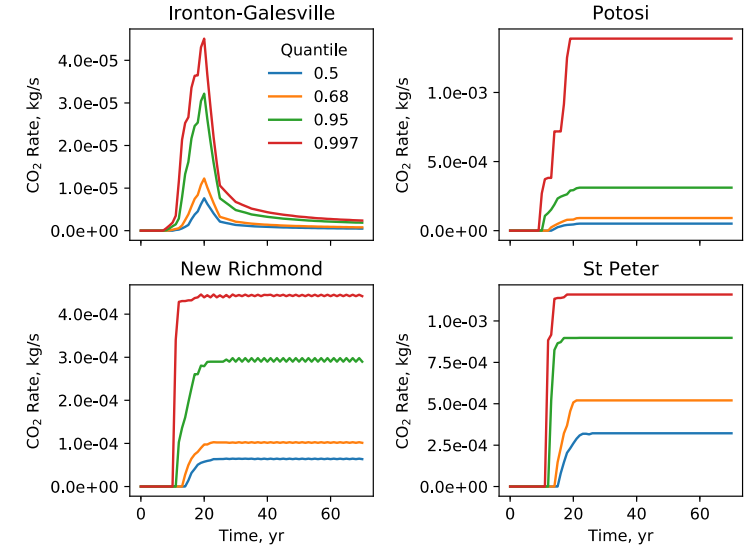 Ironton-Galesville
CO2 Rate, kg/s
4.0e-05
3.0e-05
2.0e-05
1.0e-05
0.0e+00
Quantile
0.5
0.68
0.95
0.997
Potosi
CO2 Rate, kg/s
1.0e-03
5.0e-04
0.0e+00
New Richmond
CO2 Rate, kg/s
4.0e-04
3.0e-04
2.0e-04
1.0e-04
0.0e+00
0 20 40 60
Time, yr
St Peter
CO2 Rate, kg/s
1.0e-03
7.5e-04
5.0e-04
2.5e-04
0.0e+00
0 20 40 60
Time, yr